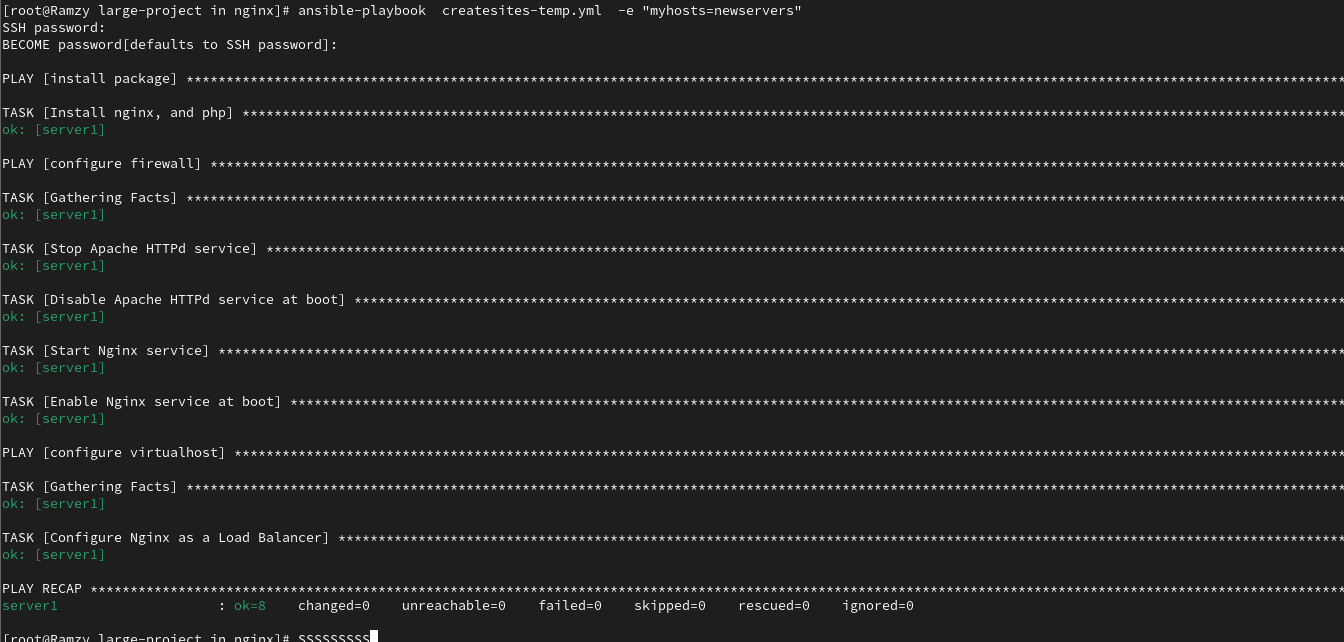 [root@Ramzy large-project in nginx]# ansible-playbook  createsites-temp.yml  -e "myhosts=newservers"
SSH password:
BECOME password[defaults to SSH password]:
PLAY [install package] ****************************************************************************************************************************************************
TASK [Install nginx, and php] *********************************************************************************************************************************************
ok: [server1]
PLAY [configure firewall] *************************************************************************************************************************************************
TASK [Gathering Facts] ****************************************************************************************************************************************************
ok: [server1]
TASK [Stop Apache HTTPd service] ******************************************************************************************************************************************
ok: [server1]
TASK [Disable Apache HTTPd service at boot] *******************************************************************************************************************************
ok: [server1]
TASK [Start Nginx service] ************************************************************************************************************************************************
ok: [server1]
TASK [Enable Nginx service at boot] ***************************************************************************************************************************************
ok: [server1]
PLAY [configure virtualhost] **********************************************************************************************************************************************
TASK [Gathering Facts] ****************************************************************************************************************************************************
ok: [server1]
TASK [Configure Nginx as a Load Balancer] *********************************************************************************************************************************
ok: [server1]
PLAY RECAP ****************************************************************************************************************************************************************
server1                    : ok=8    changed=0    unreachable=0    failed=0    skipped=0    rescued=0    ignored=0
[root@Ramzy large-project in nginx]# SSSSSSSSS